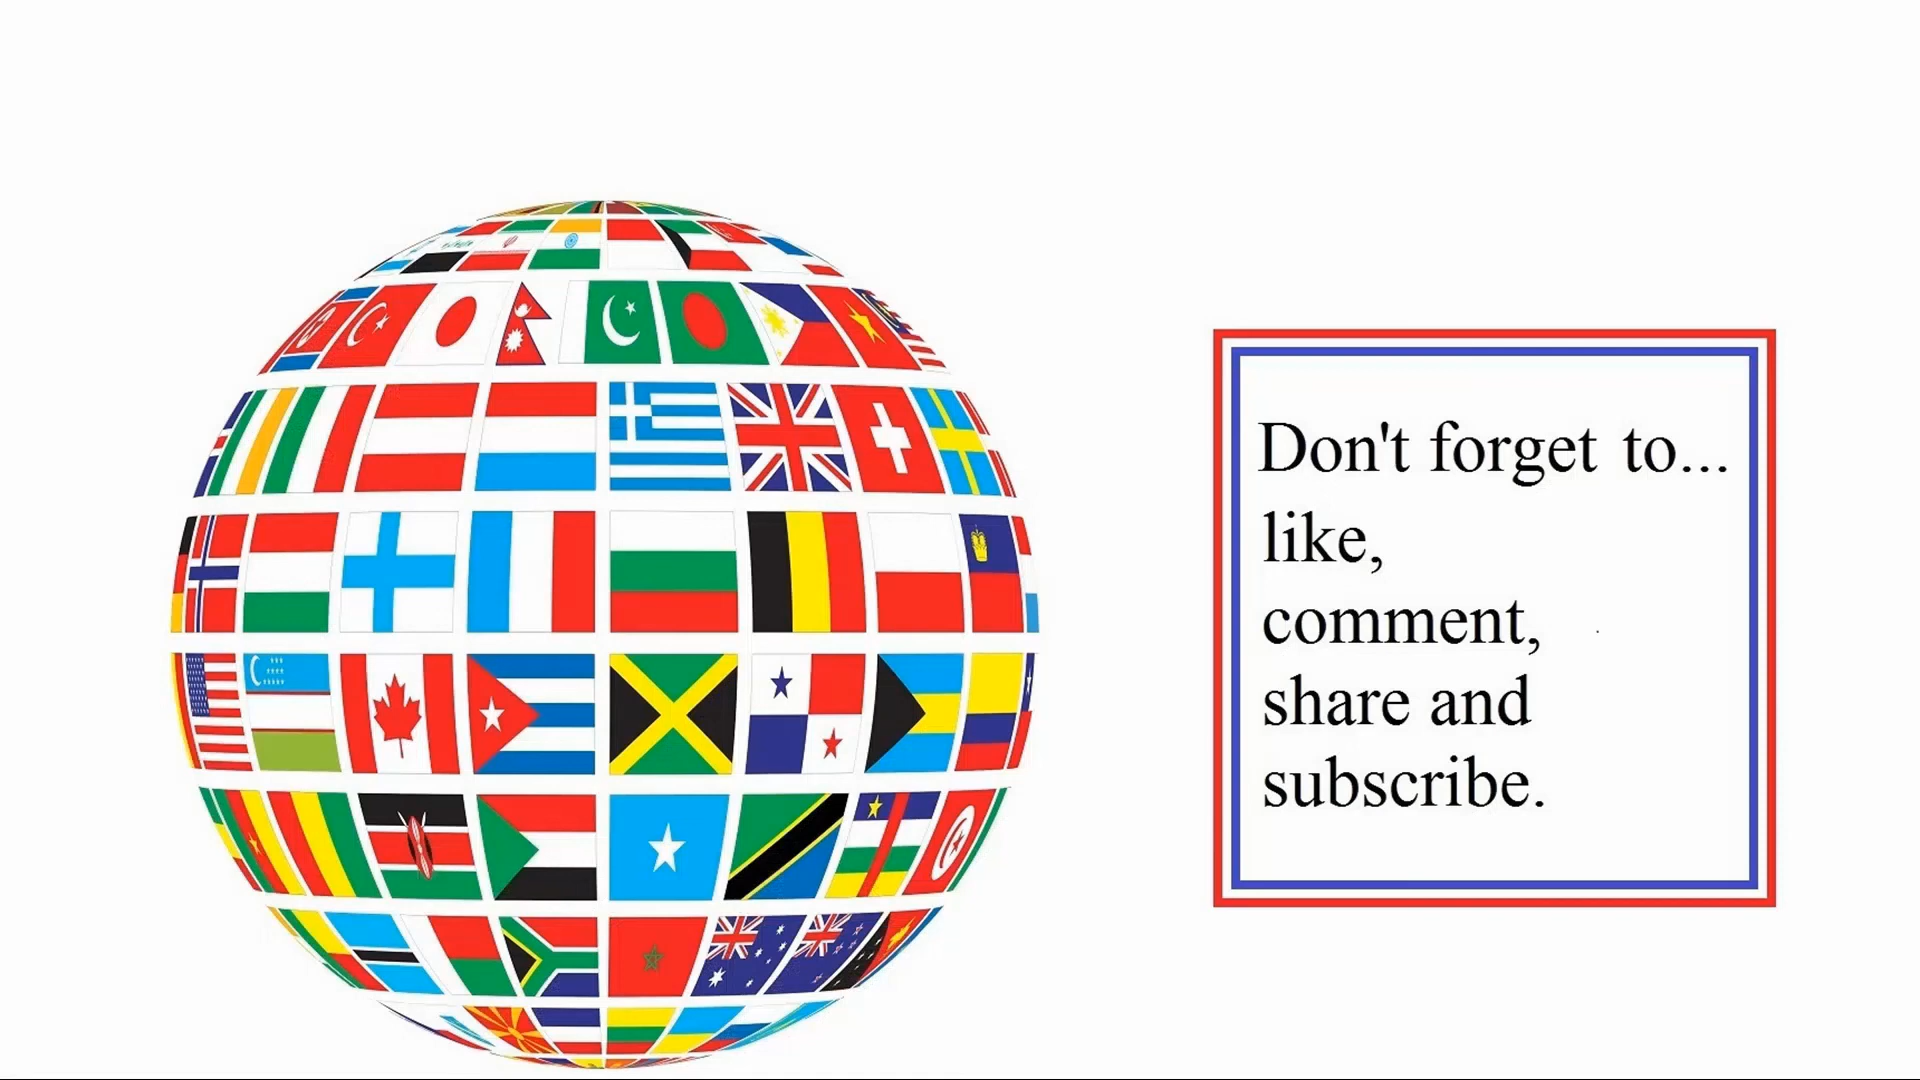 Don't forget to...
like,
comment,
share and
subscribe.